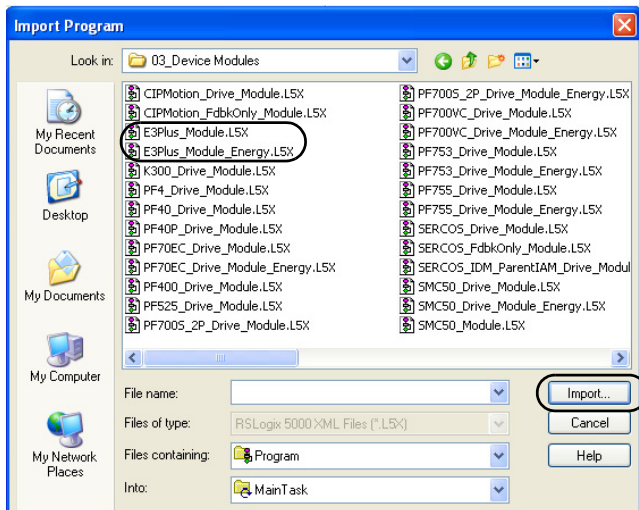 Import Program
Look in:
03_Device Modules
My Recent
Documents
Desktop
My Documents
My Computer
My Network
Places
CIPMotion_Drive_Module.L5X
CIPMotion_FdbkOnly_Module.L5X
E3Plus_Module.L5X
E3Plus_Module_Energy.L5X
K300_Drive_Module.L5X
PF4_Drive_Module.L5X
PF40_Drive_Module.L5X
PF40P_Drive_Module.L5X
PF70EC_Drive_Module.L5X
PF70EC_Drive_Module_Energy.L5X
PF400_Drive_Module.L5X
PF525_Drive_Module.L5X
PF700S_2P_Drive_Module.L5X
PF700S_2P_Drive_Module_Energy.L5X
PF700VC_Drive_Module.L5X
PF700VC_Drive_Module_Energy.L5X
PF753_Drive_Module.L5X
PF753_Drive_Module_Energy.L5X
PF755_Drive_Module.L5X
PF755_Drive_Module_Energy.L5X
SERCOS_Drive_Module.L5X
SERCOS_FdbkOnly_Module.L5X
SERCOS_IDM_ParentIAM_Drive_Modul
SMC50_Drive_Module.L5X
SMC50_Drive_Module_Energy.L5X
SMC50_Module.L5X
File name:
Import...
Files of type:
RSLogix 5000 XML Files (*.L5X)
Cancel
Files containing:
Program
Help
Into:
MainTask